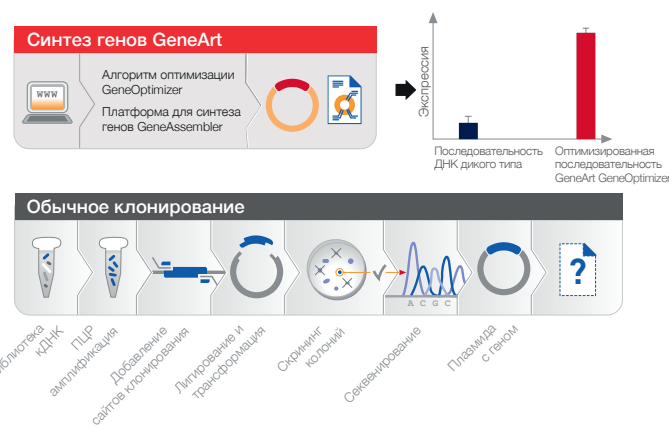 Синтез генов GeneArt
WWW
Алгоритм оптимизации
GeneOptimizer
Платформа для синтеза
генов GeneAssembler
Экспрессия
Последовательность
ДНК дикого типа
Оптимизированная
последовательность
GeneArt GeneOptimizer
Обычное клонирование
?
A C G C
кДНК
ПЦР
амплификация
Добавление
сайтов клонирования
Лигирование и
трансформация
Скрининг
колоний
Секвенирование
Плазмида
с геном